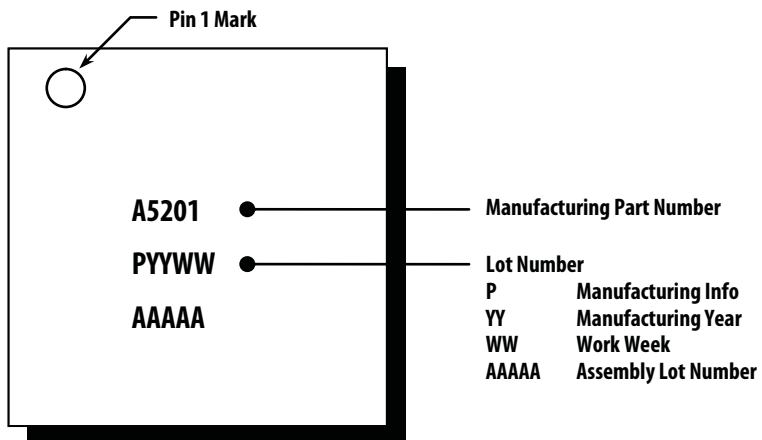 Pin 1 Mark
A5201
Manufacturing Part Number
PYYWW
Lot Number
P Manufacturing Info
YY Manufacturing Year
WW Work Week
AAAAA
AAAAA Assembly Lot Number